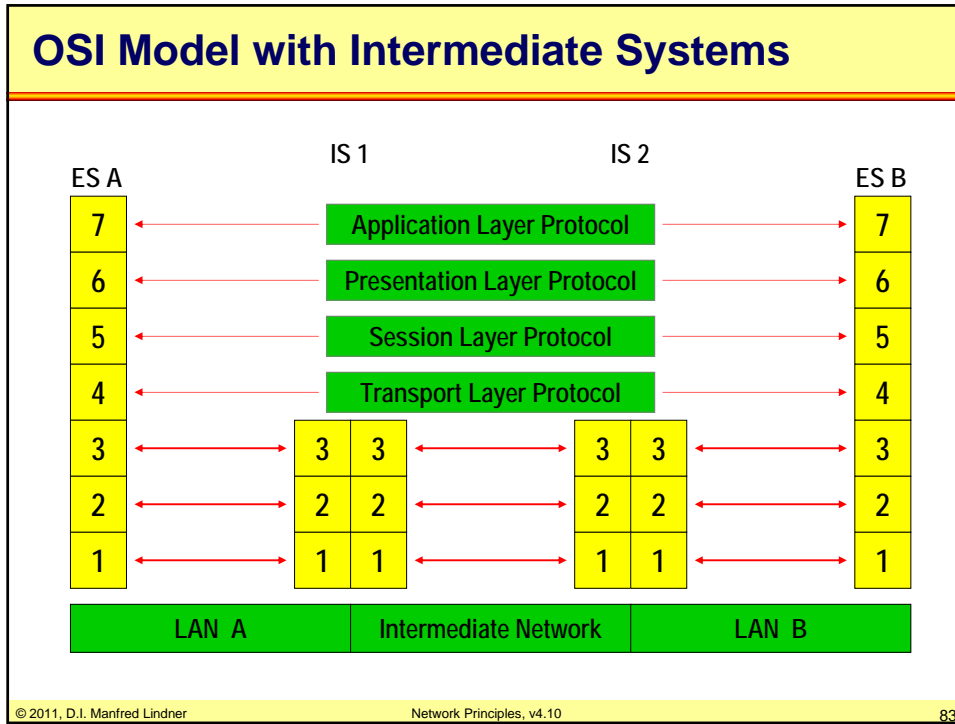 OSI Model with Intermediate Systems
IS 1 IS 2
ES A ES B
7 Application Layer Protocol 7
6 Presentation Layer Protocol 6
5 Session Layer Protocol 5
4 Transport Layer Protocol 4
3 3 3 3 3 3
2 2 2 2 2 2
1 1 1 1 1 1
LAN A Intermediate Network LAN B
© 2011, D.I. Manfred Lindner Network Principles, v4.10 83